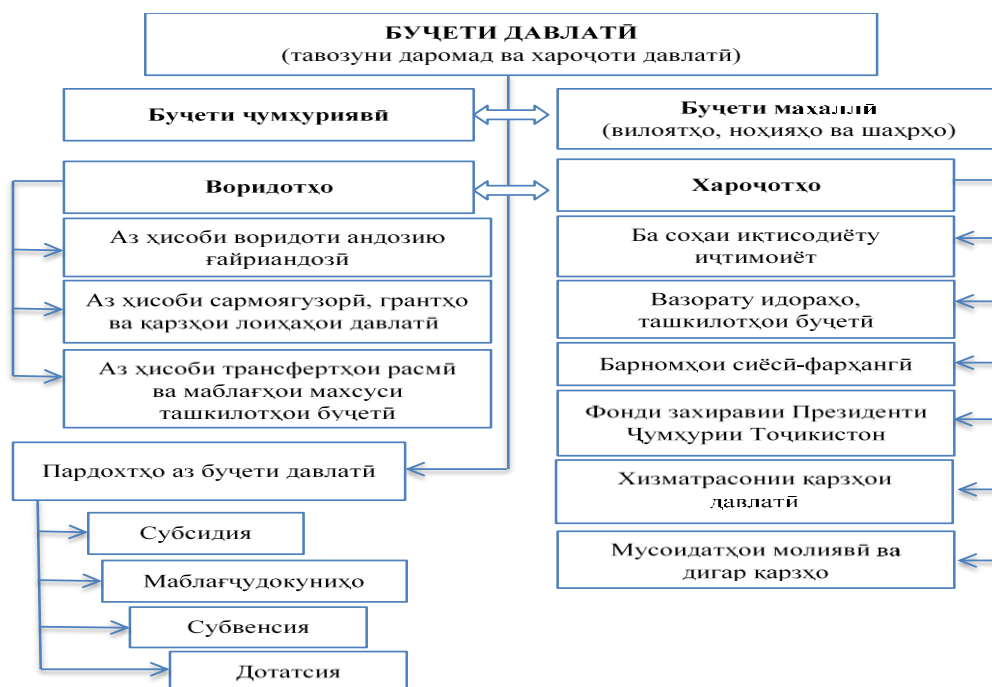 БУҶЕТИ ДАВЛАТӢ
(тавозуни даромад ва хароҷоти давлатӣ)
Буҷети ҷумҳуриявӣ
Буҷети маҳаллӣ
(вилоятҳо, ноҳияҳо ва шаҳрҳо)
Воридотҳо
Аз ҳисоби воридоти андозию
ғайриандозӣ
Аз ҳисоби сармоягузорӣ, грантҳо
ва қарзҳои лоиҳаҳои давлатӣ
Аз ҳисоби трансфертҳои расмӣ
ва маблағҳои махсуси
ташкилотҳои буҷетӣ
Хароҷотҳо
Ба соҳаи иқтисодиёту
иҷтимоиёт
Вазорату идораҳо,
ташкилотҳои буҷетӣ
Барномҳои сиёсӣ-фарҳангӣ
Фонди захиравии Президенти
Ҷумҳурии Тоҷикистон
Хизматрасонии қарзҳои
давлатӣ
Мусоидатҳои молиявӣ ва
дигар қарзҳо
Пардохтҳо аз буҷети давлатӣ
Субсидия
Маблағҷудокуниҳо
Субвенсия
Дотатсия